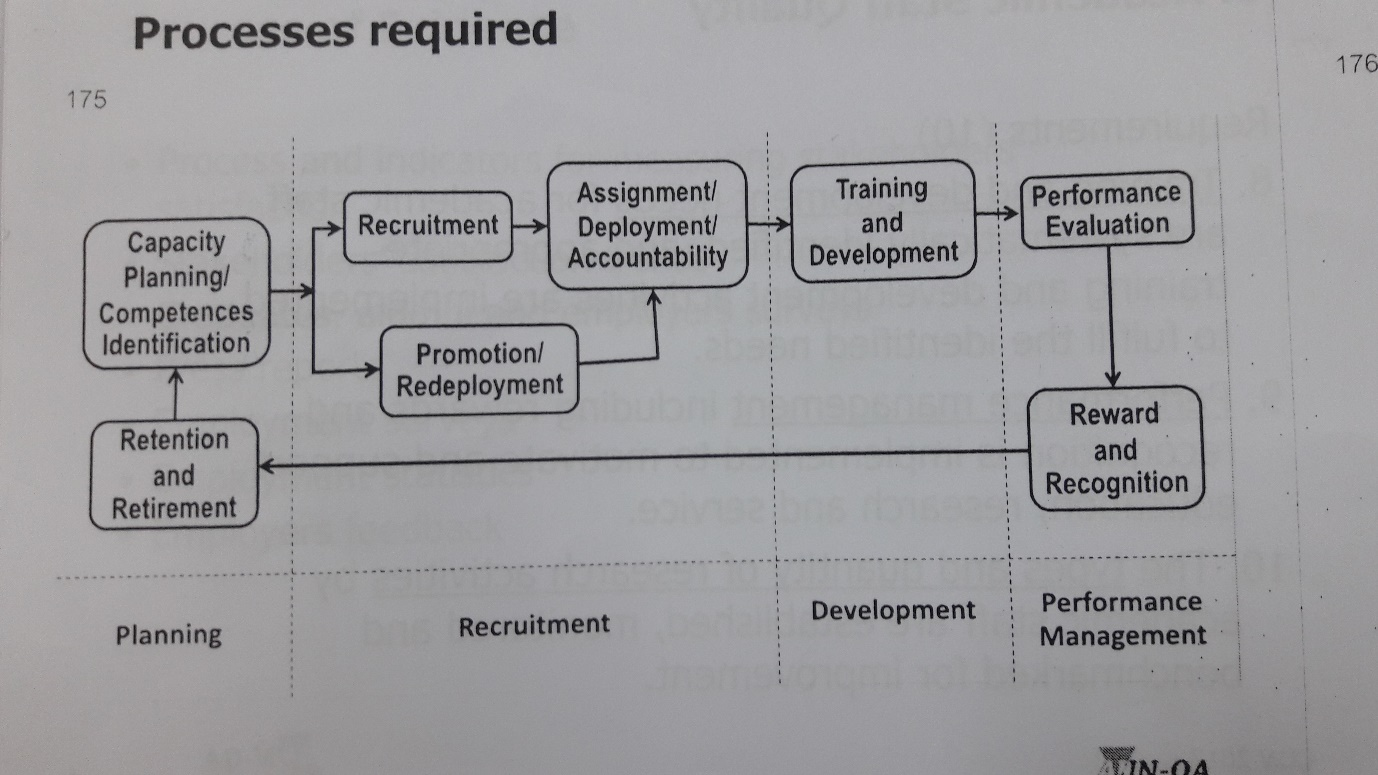 Processes required
175
176
Capacity
Planning/
Competences
Identification
Recruitment
Assignment/
Deployment/
Accountability
Promotion/
Redeployment
Training
and
Development
Performance
Evaluation
Reward
and
Recognition
Retention
and
Retirement
Planning
Recruitment
Development
Performance
Management